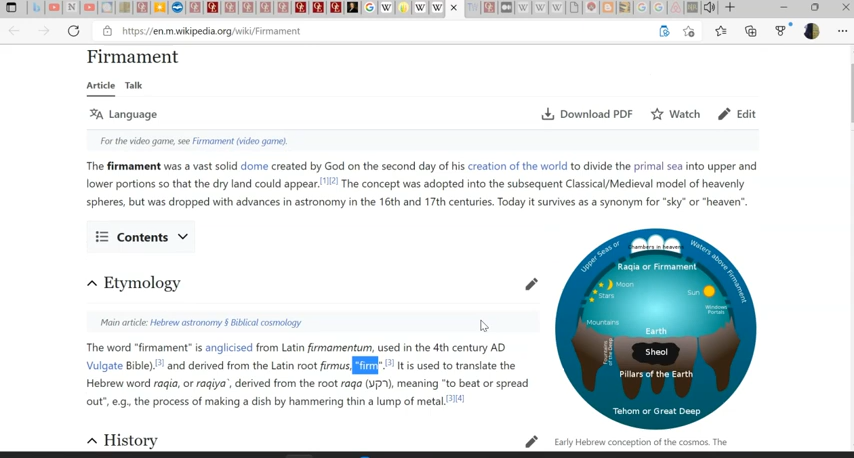 https://en.m.wikipedia.org/wiki/Firmament
Firmament
Article Talk
Language Download PDF Watch Edit
For the video game, see Firmament (video game).
The firmament was a vast solid dome created by God on the second day of his creation of the world to divide the primal sea into upper and
lower portions so that the dry land could appear.[1][2] The concept was adopted into the subsequent Classical/Medieval model of heavenly
spheres, but was dropped with advances in astronomy in the 16th and 17th centuries. Today it survives as a synonym for "sky" or "heaven".
Contents
Etymology
Main article: Hebrew astronomy § Biblical cosmology
The word "firmament" is anglicised from Latin firmamentum, used in the 4th century AD
Vulgate Bible).[3] and derived from the Latin root firmus, "firm".[3] It is used to translate the
Hebrew word raqia, or raqiya`, derived from the root raqa (רקע), meaning "to beat or spread
out", e.g., the process of making a dish by hammering thin a lump of metal.[3][4]
History
Upper Seas or Waters above Firmament
Chambers in heavens
Raqia or Firmament
Moon
Stars
Sun
Windows
Portals
Mountains
Earth
Fountains
of the Deep
Sheol
Pillars of the Earth
Tehom or Great Deep
Early Hebrew conception of the cosmos. The